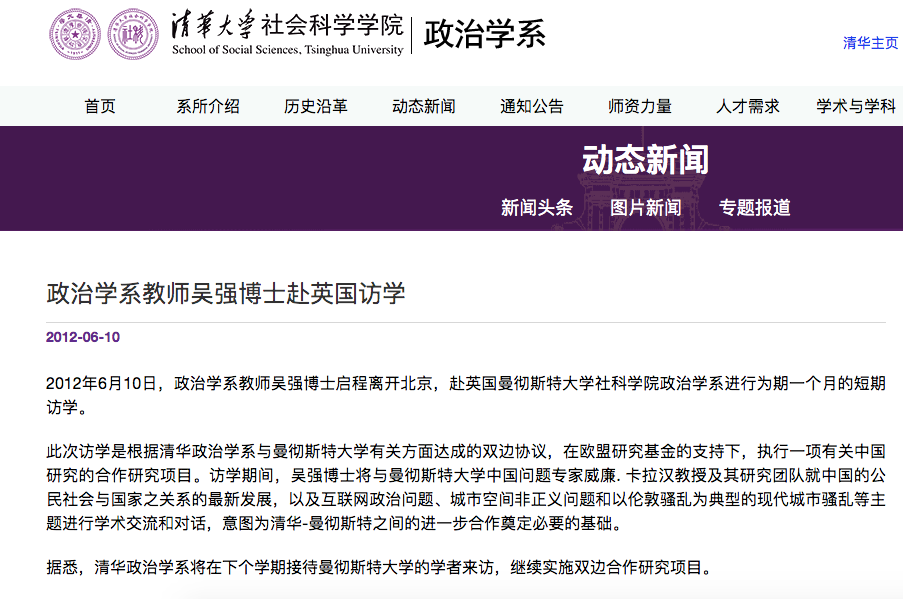 清华大学社会科学学院
School of Social Sciences, Tsinghua University
政治学系
清华主页
首页 系所介绍 历史沿革 动态新闻 通知公告 师资力量 人才需求 学术与学科
动态新闻
新闻头条 图片新闻 专题报道
政治学系教师吴强博士赴英国访学
2012-06-10
2012年6月10日，政治学系教师吴强博士启程离开北京，赴英国曼彻斯特大学社科学院政治学系进行为期一个月的短期
访学。
此次访学是根据清华政治学系与曼彻斯特大学有关方面达成的双边协议，在欧盟研究基金的支持下，执行一项有关中国
研究的合作研究项目。访学期间，吴强博士将与曼彻斯特大学中国问题专家威廉. 卡拉汉教授及其研究团队就中国的公
民社会与国家之关系的最新发展，以及互联网政治问题、城市空间非正义问题和以伦敦骚乱为典型的现代城市骚乱等主
题进行学术交流和对话，意图为清华-曼彻斯特之间的进一步合作奠定必要的基础。
据悉，清华政治学系将在下个学期接待曼彻斯特大学的学者来访，继续实施双边合作研究项目。